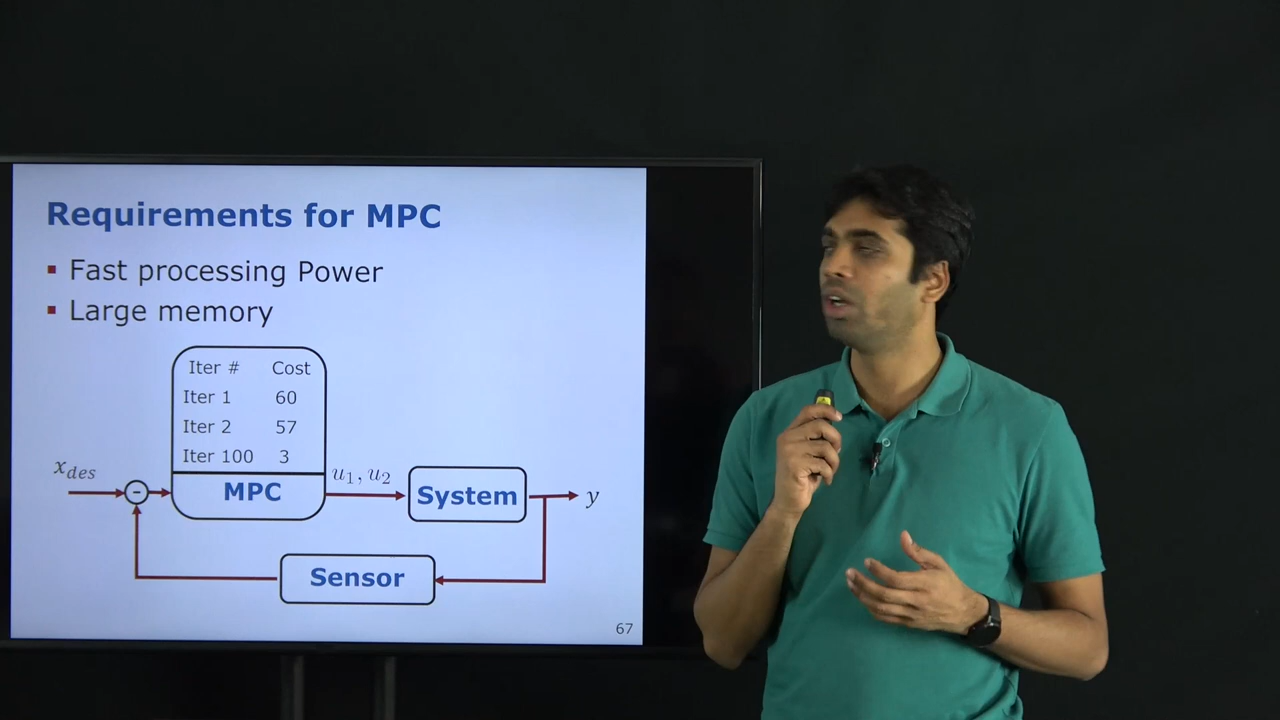 Requirements for MPC
▪ Fast processing Power
▪ Large memory
Iter # Cost
Iter 1 60
Iter 2 57
Iter 100 3
MPC
x_des
-
u_1, u_2
System
y
Sensor
67